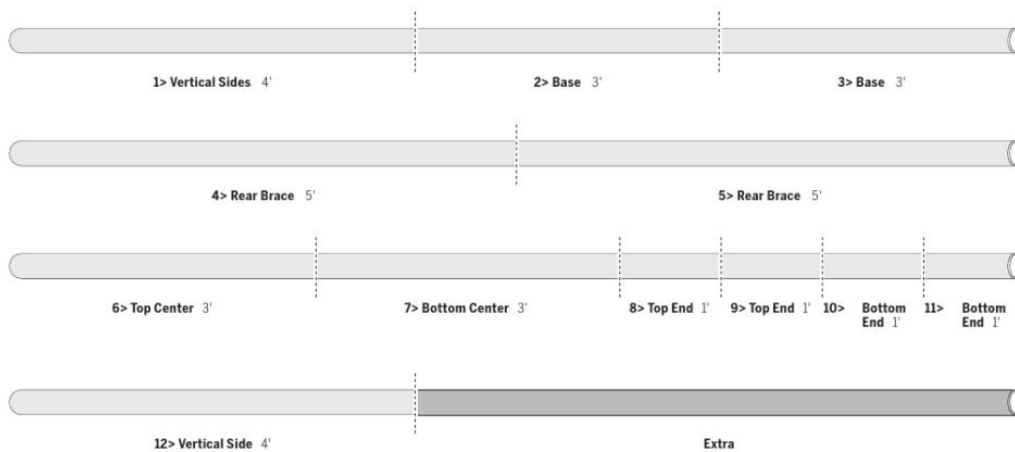 1> Vertical Sides 4' 2> Base 3' 3> Base 3'
4> Rear Brace 5' 5> Rear Brace 5'
6> Top Center 3' 7> Bottom Center 3' 8> Top End 1' 9> Top End 1' 10> Bottom End 1' 11> Bottom End 1'
12> Vertical Side 4' Extra